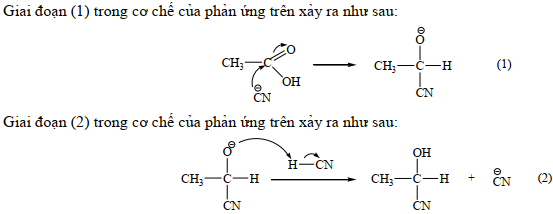 Giai đoạn (1) trong cơ chế của phản ứng trên xảy ra như sau:
O
CH₃—C O CH₃—C—H (1)
OH
CN CN
Giai đoạn (2) trong cơ chế của phản ứng trên xảy ra như sau:
O H—CN OH
CH₃—C—H CH₃—C—H + CN (2)
CN CN